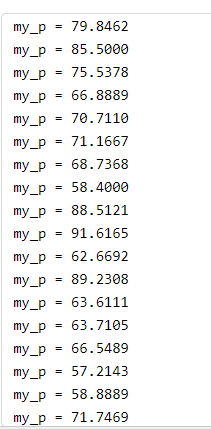 my_p = 79.8462
my_p = 85.5000
my_p = 75.5378
my_p = 66.8889
my_p = 70.7110
my_p = 71.1667
my_p = 68.7368
my_p = 58.4000
my_p = 88.5121
my_p = 91.6165
my_p = 62.6692
my_p = 89.2308
my_p = 63.6111
my_p = 63.7105
my_p = 66.5489
my_p = 57.2143
my_p = 58.8889
my_p = 71.7469